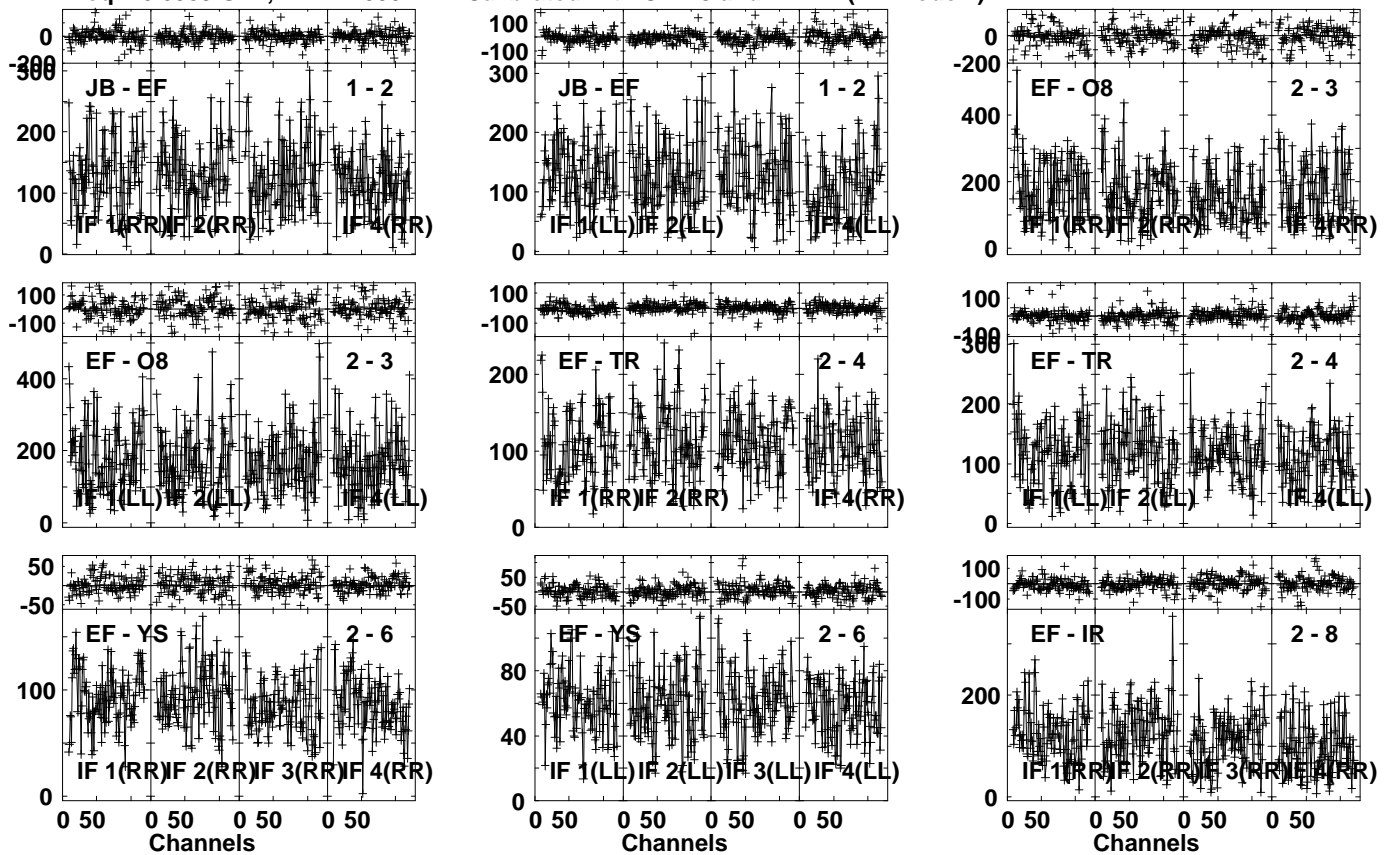 0 100 0
-200 -100 -200
300 JB - EF 1 - 2 300 JB - EF 1 - 2 EF - O8 2 - 3
200 200 400
100 100 200
IF 1(RR) IF 2(RR) IF 4(RR) IF 1(LL) IF 2(LL) IF 4(LL) IF 1(RR) IF 2(RR) IF 4(RR)
0 0 0
100 100 100
-100 -100 -100
EF - O8 2 - 3 EF - TR 2 - 4 300 EF - TR 2 - 4
400 200 200
200 100 100
IF 1(LL) IF 2(LL) IF 4(LL) IF 1(RR) IF 2(RR) IF 4(RR) IF 1(LL) IF 2(LL) IF 4(LL)
0 0 0
50 50 100
-50 -50 -100
EF - YS 2 - 6 EF - YS 2 - 6 EF - IR 2 - 8
100 80 200
40
IF 1(RR) IF 2(RR) IF 3(RR) IF 4(RR) IF 1(LL) IF 2(LL) IF 3(LL) IF 4(LL) IF 1(RR) IF 2(RR) IF 3(RR) IF 4(RR)
0 0 0
0 50 0 50 0 50 0 50 0 50 0 50 0 50 0 50 0 50 0 50 0 50 0 50
Channels Channels Channels